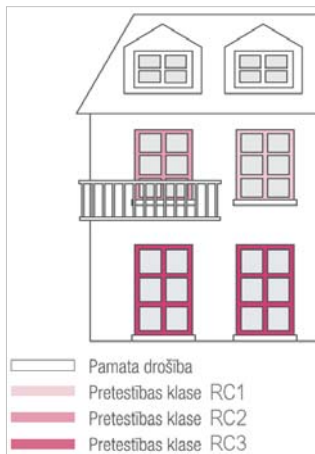 Pamata drošība
Pretestības klase RC1
Pretestības klase RC2
Pretestības klase RC3